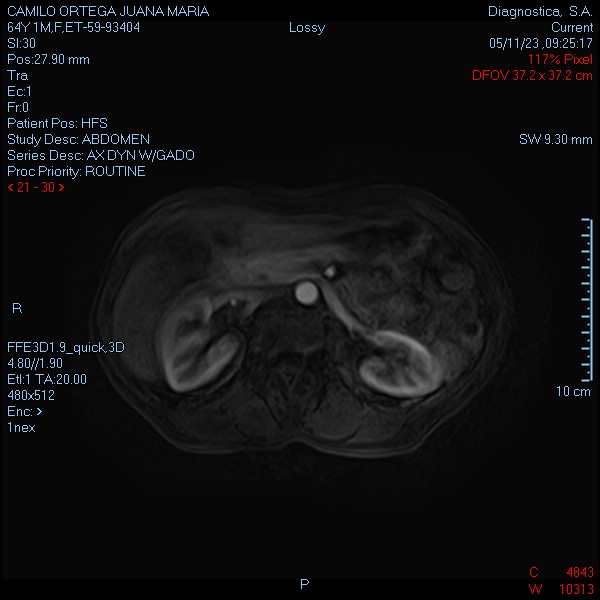 CAMILO ORTEGA JUANA MARIA
64Y 1M,F,ET-59-93404
Sl:30
Pos:27.90 mm
Tra
Ec:1
Fr:0
Patient Pos: HFS
Study Desc: ABDOMEN
Series Desc: AX DYN W/GADO
Proc Priority: ROUTINE
< 21 - 30 >
Lossy
Diagnostica, S.A.
Current
05/11/23 ,09:25:17
117% Pixel
DFOV 37.2 x 37.2 cm
SW 9.30 mm
R
10 cm
FFE3D1.9_quick,3D
4.80//1.90
Etl:1 TA:20.00
480x512
Enc: >
1nex
P
C 4843
W 10313